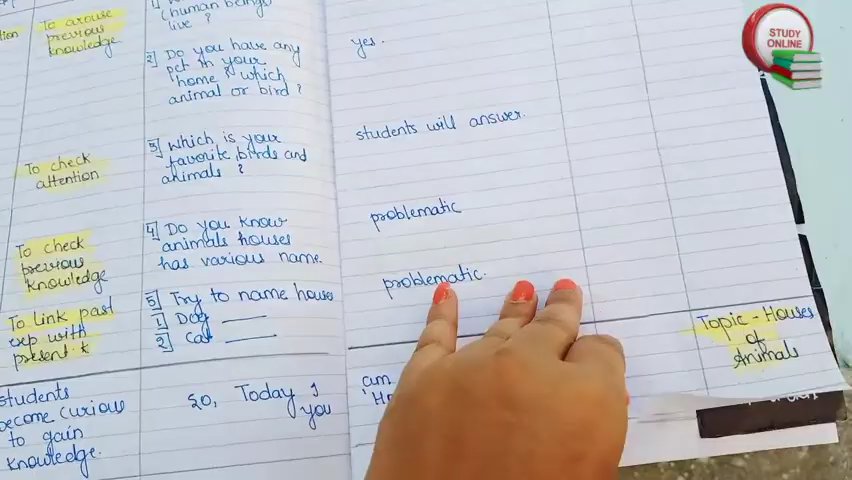 To arouse
previous
knowledge
(human beings
live ?
2] Do you have any
pet in your
home ? which
animal or bird ?
yes.
3] which is your
favorite birds and
animals ?
students will answer.
To check
attention
4] Do you know
animals houses
has various name.
problematic
To check
previous
knowledge
5] Try to name houses
1] Dog
2] Cat
problematic.
To link past
exp with
present
Topic - Houses
of
Animals
students
become curious
to gain
knowledge.
So, Today I
you
am
STUDY
ONLINE